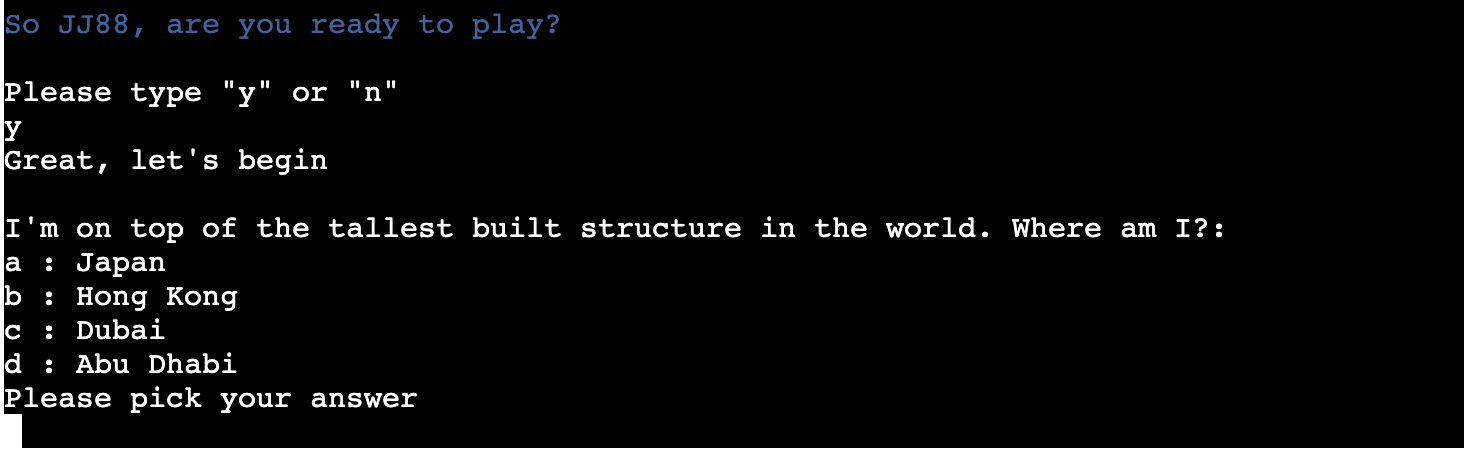 So JJ88, are you ready to play?
Please type "y" or "n"
y
Great, let's begin
I'm on top of the tallest built structure in the world. Where am I?:
a : Japan
b : Hong Kong
c : Dubai
d : Abu Dhabi
Please pick your answer